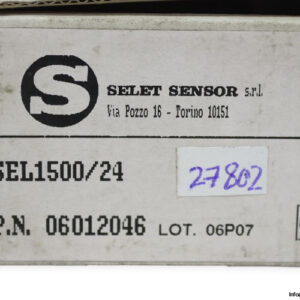 S
SELET SENSOR s.r.l.
Via Pozzo 16 - Torino 10151
SEL1500/24
27802
P.N. 06012046 LOT. 06P07